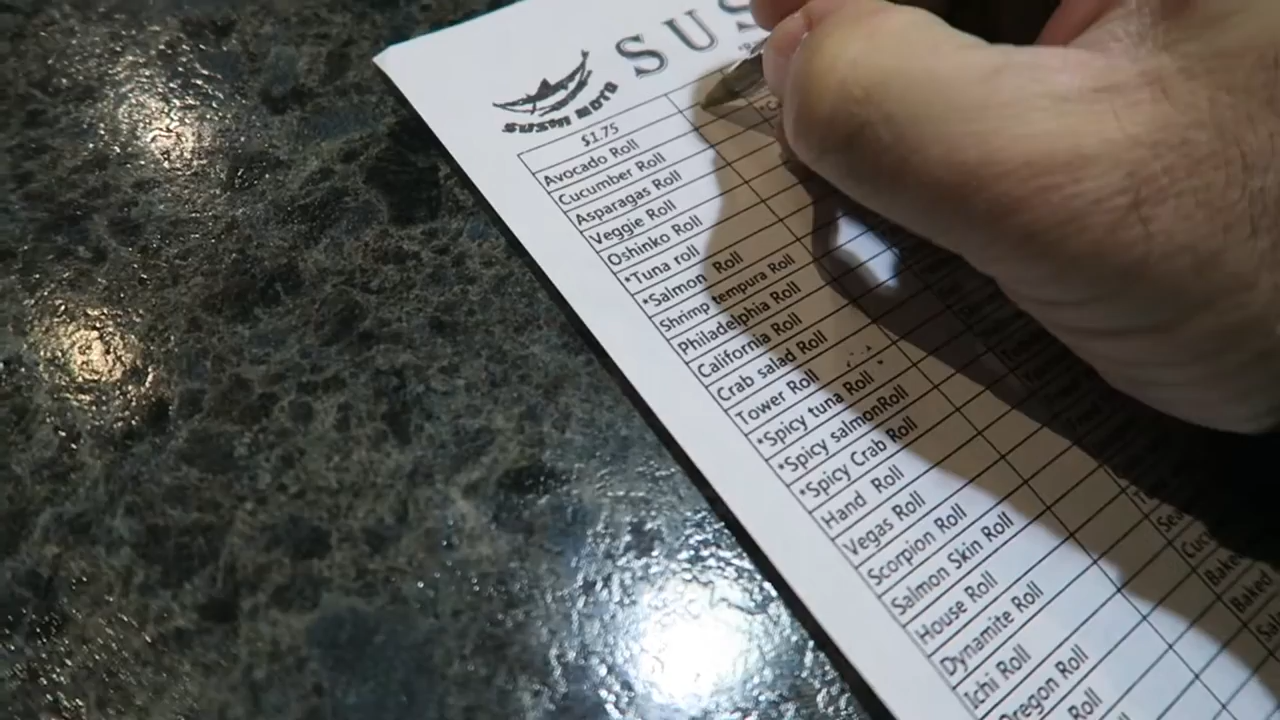 SUS
SUSHI MOTO
$1.75
Avocado Roll
Cucumber Roll
Asparagas Roll
Veggie Roll
Oshinko Roll
*Tuna roll
*Salmon Roll
Shrimp tempura Roll
Philadelphia Roll
California Roll
Crab salad Roll
Tower Roll
*Spicy tuna Roll
*Spicy salmonRoll
*Spicy Crab Roll
Hand Roll
Vegas Roll
Scorpion Roll
Salmon Skin Roll
House Roll
Dynamite Roll
Ichi Roll
Oregon Roll
Roll
Baked